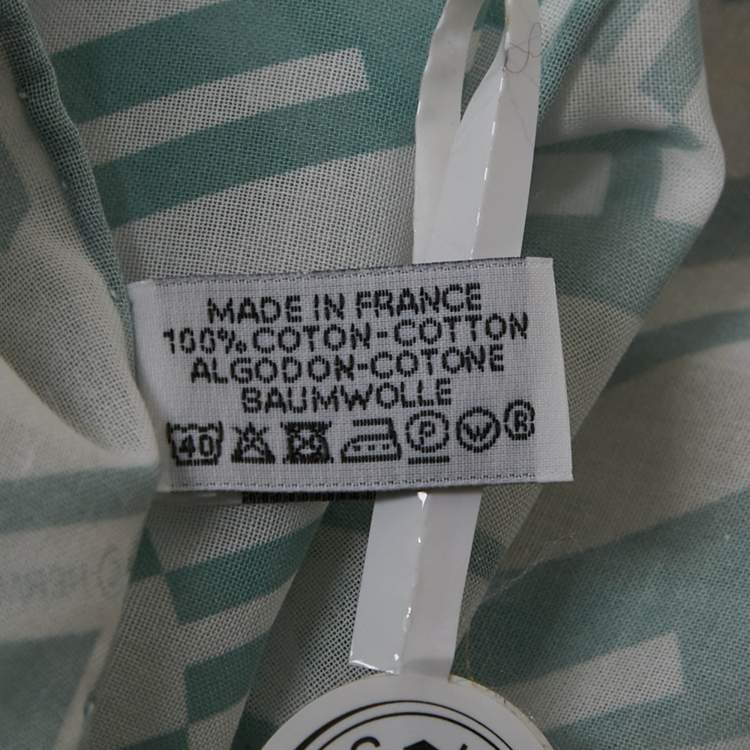 MADE IN FRANCE
100% COTON-COTTON
ALGODON-COTONE
BAUMWOLLE
40 P W R